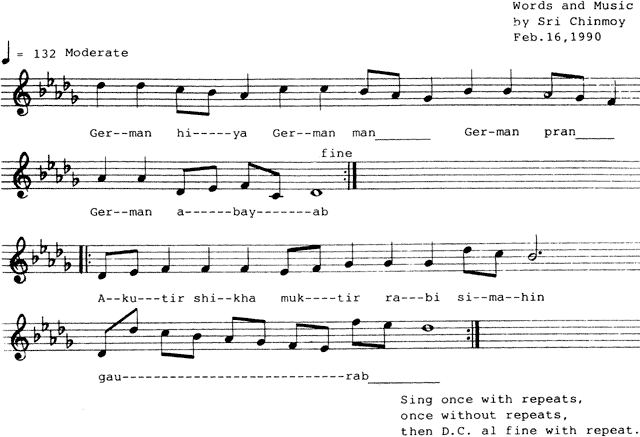 Words and Music
by Sri Chinmoy
Feb.16,1990
= 132 Moderate
Ger--man hi-----ya Ger--man man_______ Ger-man pran_____
fine
Ger--man a------bay-------ab
A--ku---tir shi--kha muk----tir ra--bi si-ma-hin
gau--------------------------------rab_________
Sing once with repeats,
once without repeats,
then D.C. al fine with repeat.